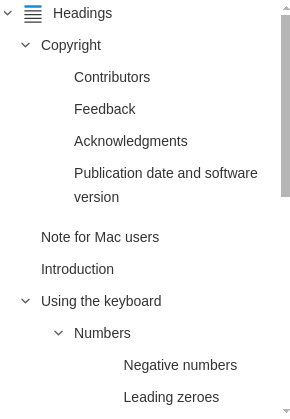 Headings
Copyright
Contributors
Feedback
Acknowledgments
Publication date and software
version
Note for Mac users
Introduction
Using the keyboard
Numbers
Negative numbers
Leading zeroes